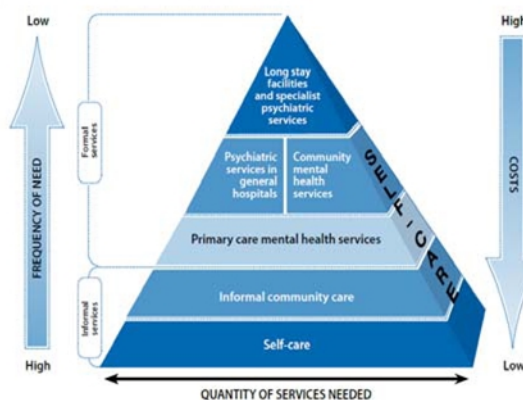 Low
High
Long stay
facilities
and specialist
psychiatric
services
Formal
services
Psychiatric
services in
general
hospitals
Community
mental
health
services
SELF-CARE
FREQUENCY OF NEED
COSTS
Primary care mental health services
Informal
services
Informal community care
Self-care
High
Low
QUANTITY OF SERVICES NEEDED